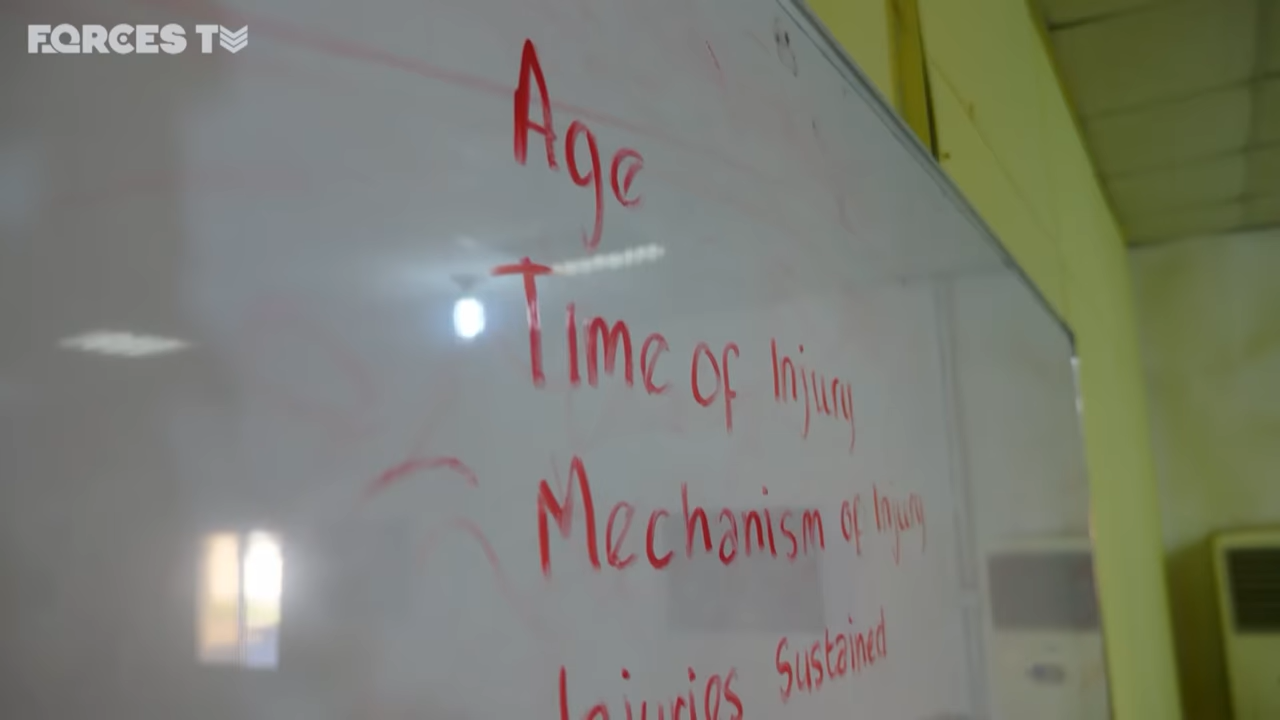 FORCES TV
Age
Time of Injury
Mechanism of Injury
Injuries Sustained